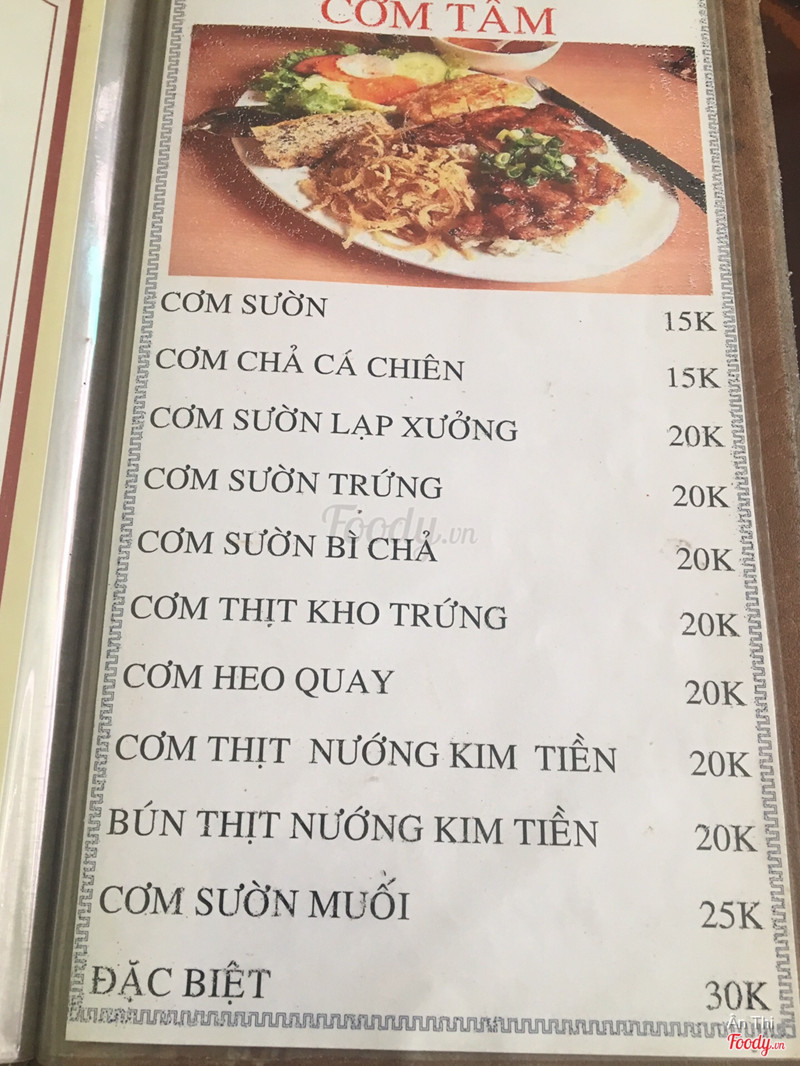 CƠM TẤM
CƠM SƯỜN 15K
CƠM CHẢ CÁ CHIÊN 15K
CƠM SƯỜN LẠP XƯỞNG 20K
CƠM SƯỜN TRỨNG 20K
Foody.vn
CƠM SƯỜN BÌ CHẢ 20K
CƠM THỊT KHO TRỨNG 20K
CƠM HEO QUAY 20K
CƠM THỊT NƯỚNG KIM TIỀN 20K
BÚN THỊT NƯỚNG KIM TIỀN 20K
CƠM SƯỜN MUỐI 25K
ĐẶC BIỆT 30K
Ân Thi
Foody.vn